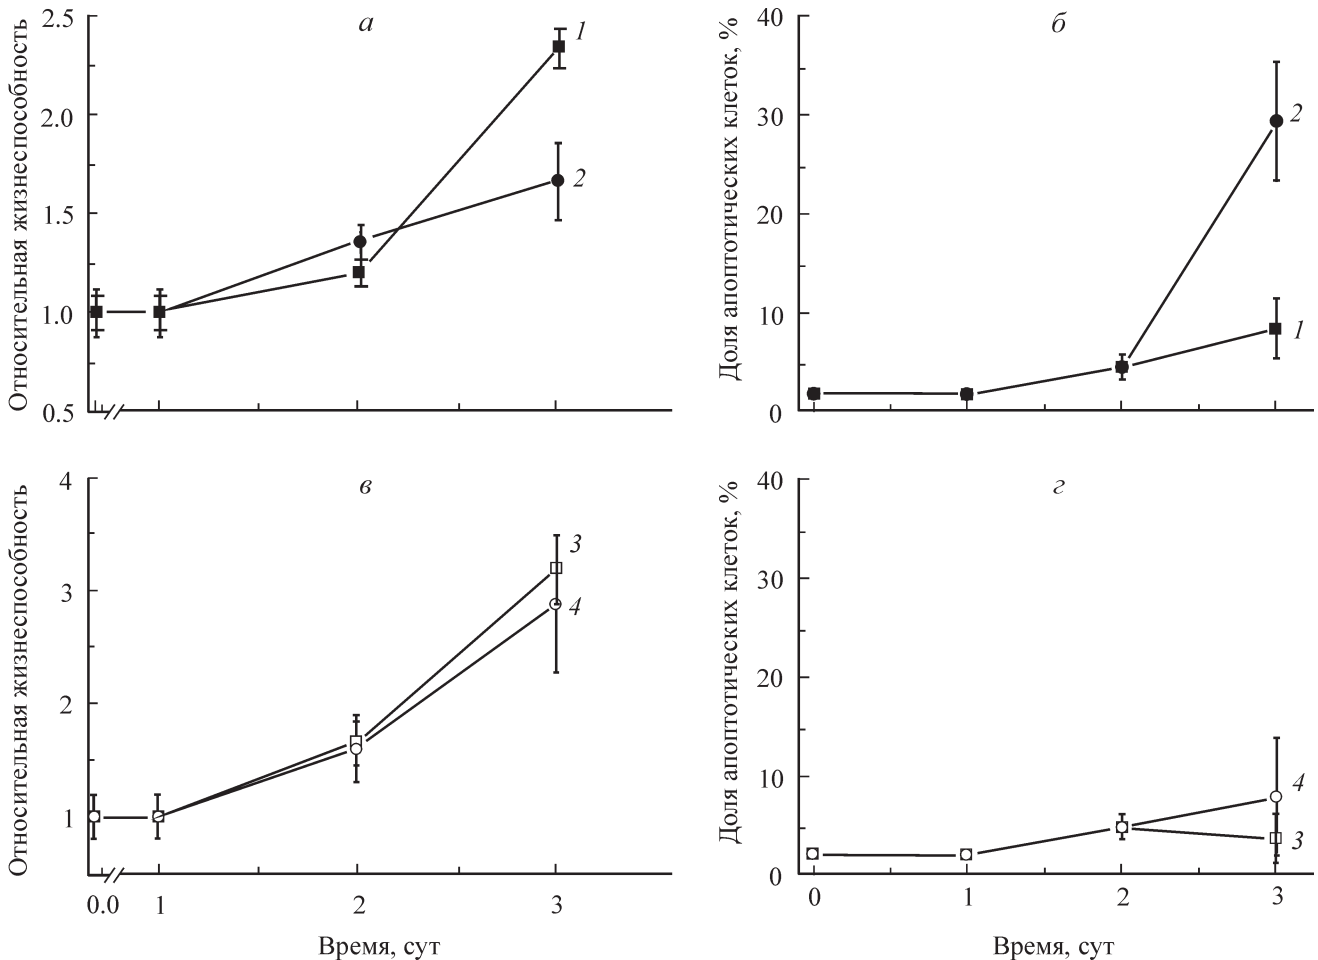 а
Относительная жизнеспособность
2.5
2.0
1.5
1.0
0.5
1
2
б
Доля апоптотических клеток, %
40
30
20
10
0
2
1
в
Относительная жизнеспособность
4
3
2
1
3
4
0.0 1 2 3
Время, сут
г
Доля апоптотических клеток, %
40
30
20
10
0
4
3
0 1 2 3
Время, сут